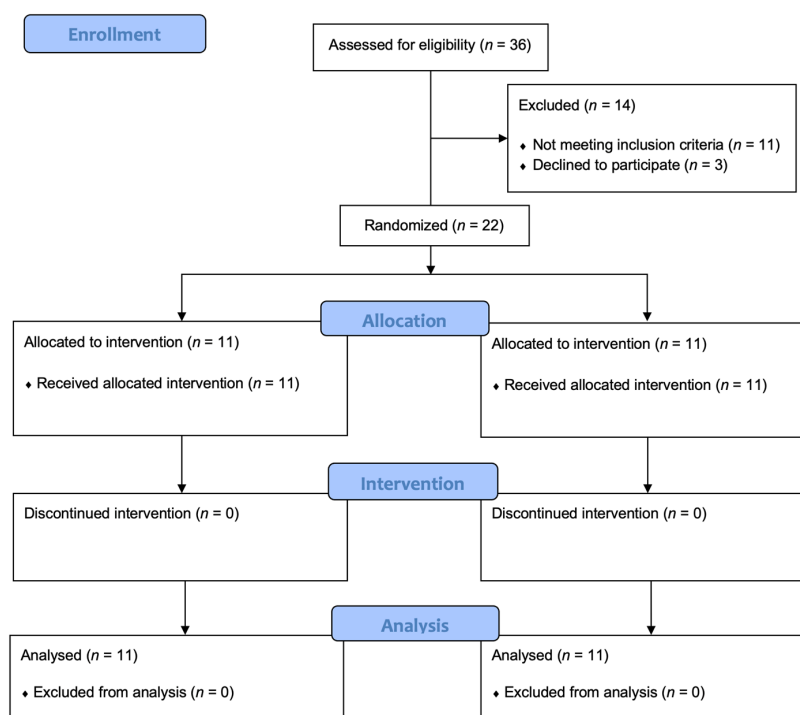 Enrollment
Assessed for eligibility (n = 36)
Excluded (n = 14)
♦ Not meeting inclusion criteria (n = 11)
♦ Declined to participate (n = 3)
Randomized (n = 22)
Allocation
Allocated to intervention (n = 11)
♦ Received allocated intervention (n = 11)
Allocated to intervention (n = 11)
♦ Received allocated intervention (n = 11)
Intervention
Discontinued intervention (n = 0)
Discontinued intervention (n = 0)
Analysis
Analysed (n = 11)
♦ Excluded from analysis (n = 0)
Analysed (n = 11)
♦ Excluded from analysis (n = 0)